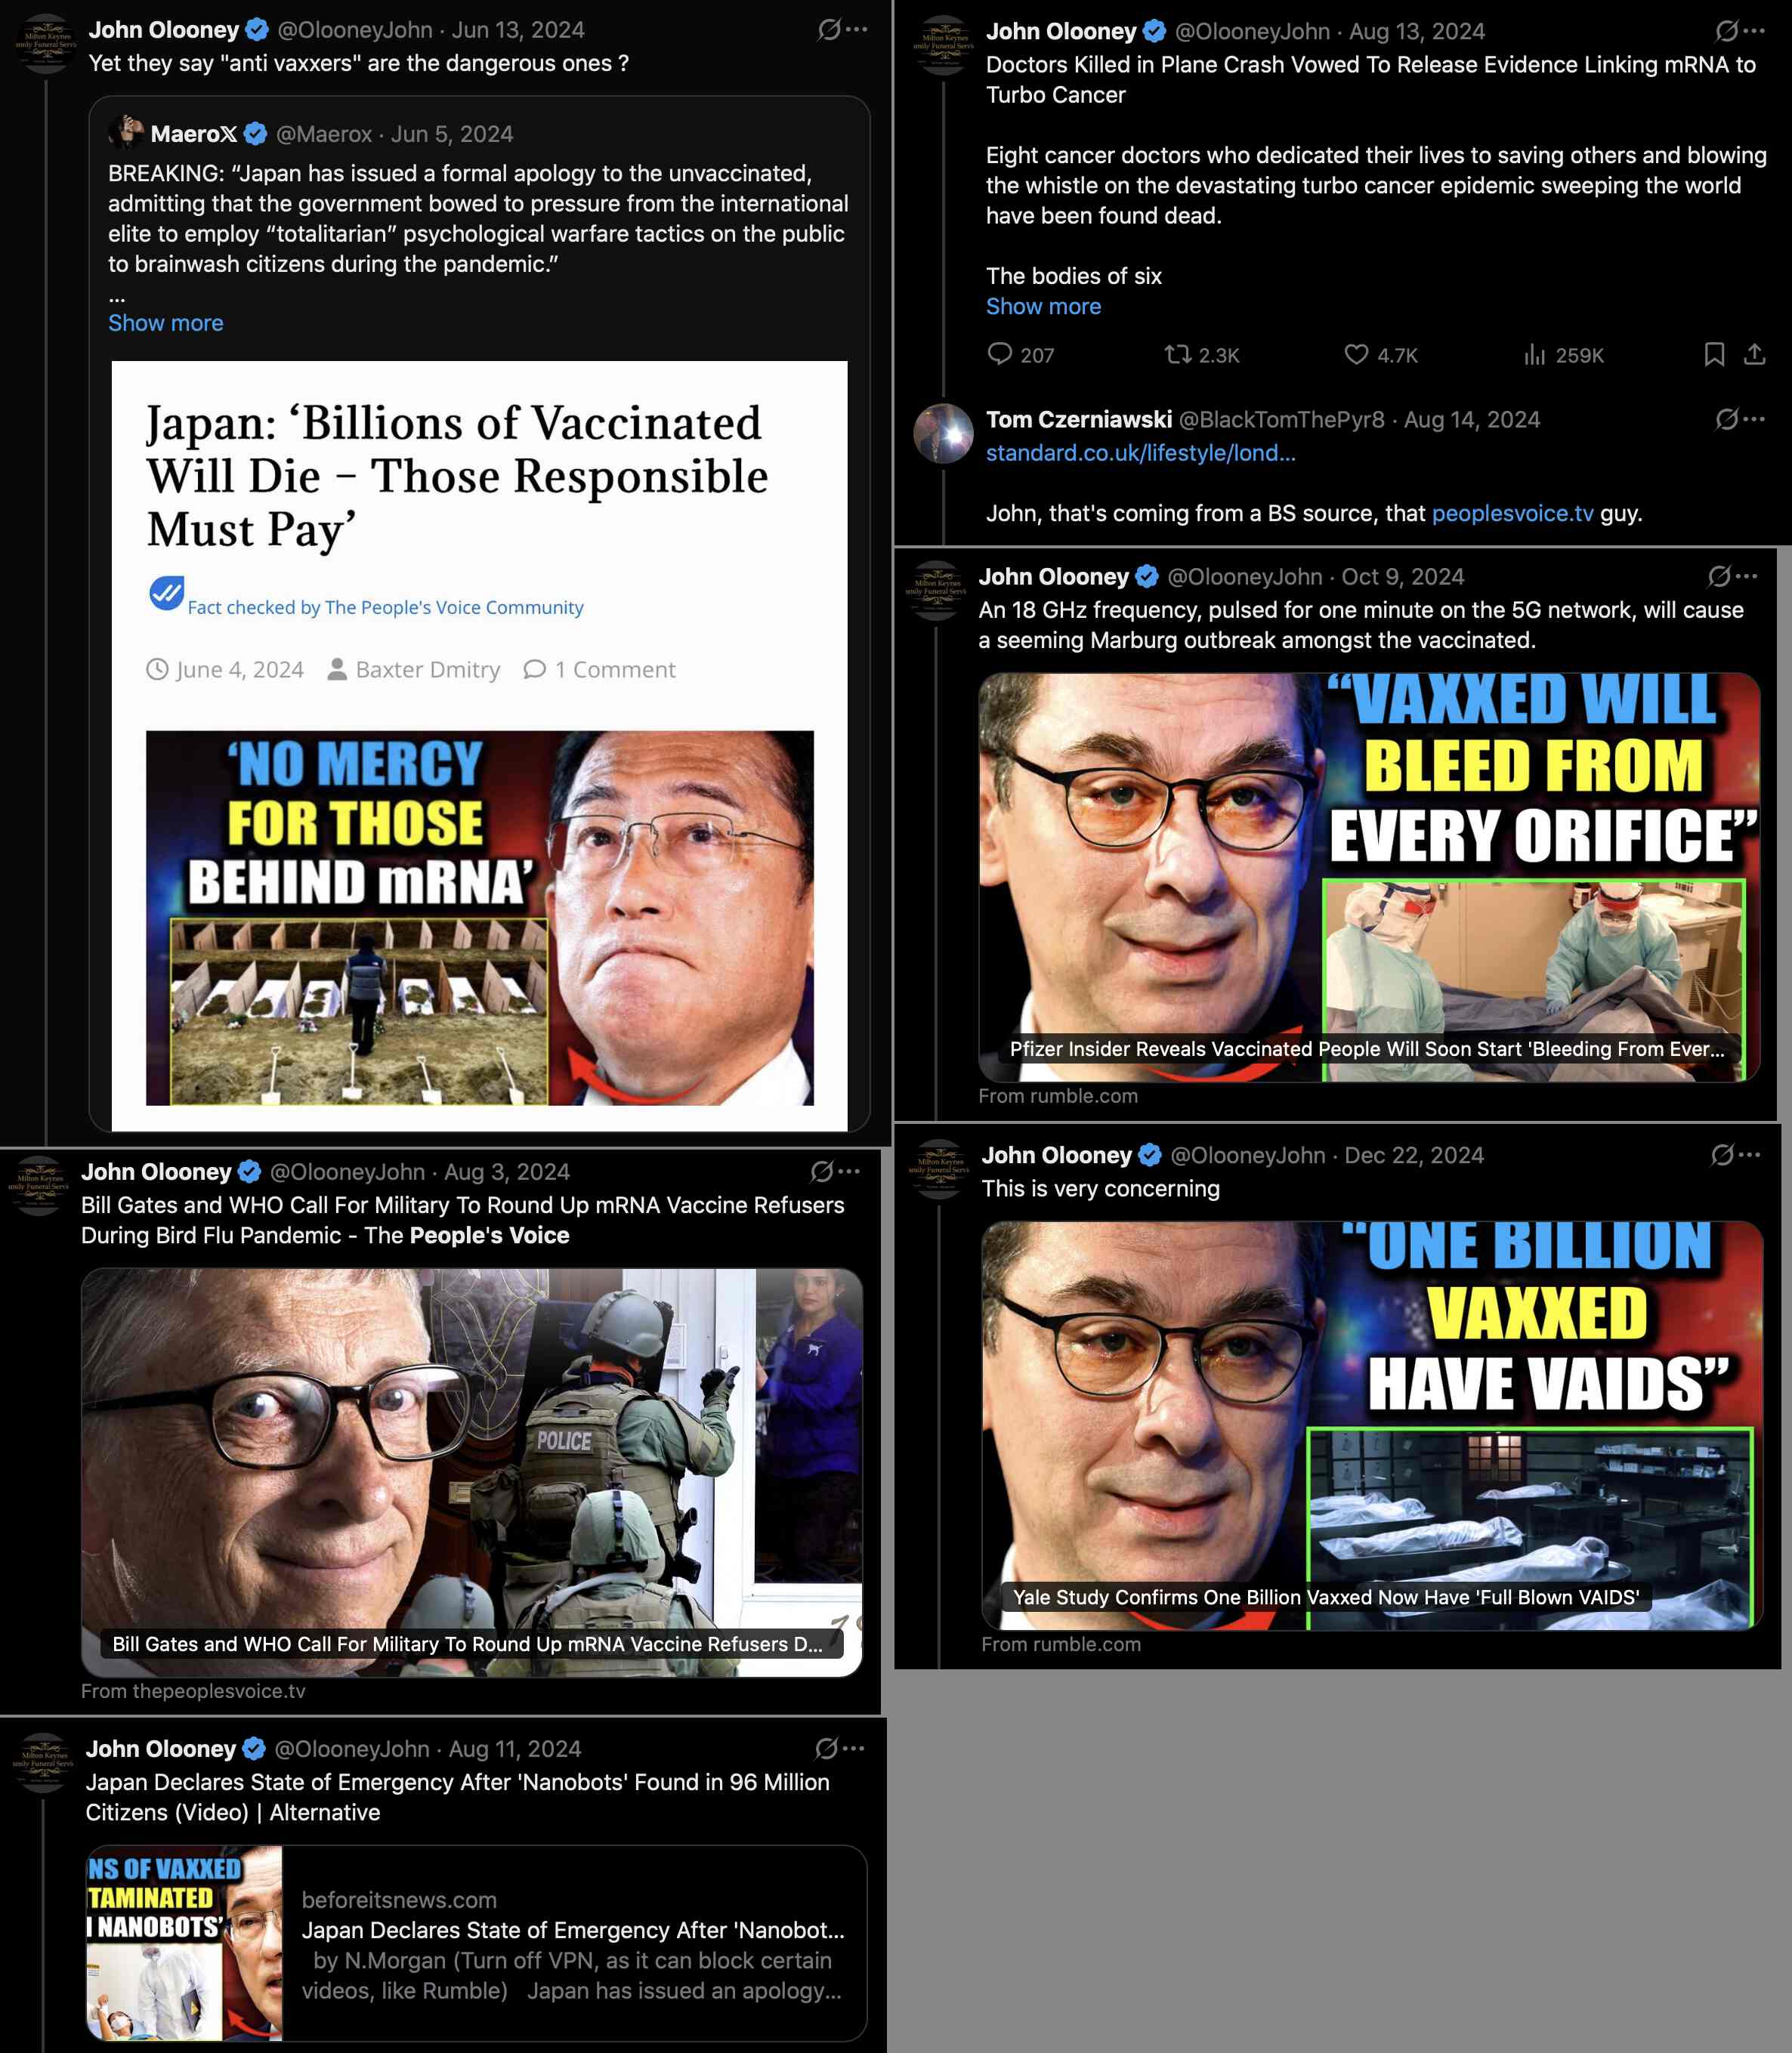 John Olooney @OlooneyJohn · Jun 13, 2024
Yet they say "anti vaxxers" are the dangerous ones ?
MaeroX @Maerox · Jun 5, 2024
BREAKING: “Japan has issued a formal apology to the unvaccinated,
admitting that the government bowed to pressure from the international
elite to employ “totalitarian” psychological warfare tactics on the public
to brainwash citizens during the pandemic.”
...
Show more
Japan: ‘Billions of Vaccinated
Will Die – Those Responsible
Must Pay’
Fact checked by The People's Voice Community
June 4, 2024 Baxter Dmitry 1 Comment
‘NO MERCY
FOR THOSE
BEHIND mRNA’
John Olooney @OlooneyJohn · Aug 3, 2024
Bill Gates and WHO Call For Military To Round Up mRNA Vaccine Refusers
During Bird Flu Pandemic - The People's Voice
POLICE
Bill Gates and WHO Call For Military To Round Up mRNA Vaccine Refusers D...
From thepeoplesvoice.tv
John Olooney @OlooneyJohn · Aug 11, 2024
Japan Declares State of Emergency After 'Nanobots' Found in 96 Million
Citizens (Video) | Alternative
NS OF VAXXED
TAMINATED
NANOBOTS’
beforeitsnews.com
Japan Declares State of Emergency After 'Nanobot...
by N.Morgan (Turn off VPN, as it can block certain
videos, like Rumble) Japan has issued an apology...
John Olooney @OlooneyJohn · Aug 13, 2024
Doctors Killed in Plane Crash Vowed To Release Evidence Linking mRNA to
Turbo Cancer
Eight cancer doctors who dedicated their lives to saving others and blowing
the whistle on the devastating turbo cancer epidemic sweeping the world
have been found dead.
The bodies of six
Show more
207 2.3K 4.7K 259K
Tom Czerniawski @BlackTomThePyr8 · Aug 14, 2024
standard.co.uk/lifestyle/lond...
John, that's coming from a BS source, that peoplesvoice.tv guy.
John Olooney @OlooneyJohn · Oct 9, 2024
An 18 GHz frequency, pulsed for one minute on the 5G network, will cause
a seeming Marburg outbreak amongst the vaccinated.
“VAXXED WILL
BLEED FROM
EVERY ORIFICE”
Pfizer Insider Reveals Vaccinated People Will Soon Start 'Bleeding From Ever...
From rumble.com
John Olooney @OlooneyJohn · Dec 22, 2024
This is very concerning
“ONE BILLION
VAXXED
HAVE VAIDS”
Yale Study Confirms One Billion Vaxxed Now Have 'Full Blown VAIDS'
From rumble.com